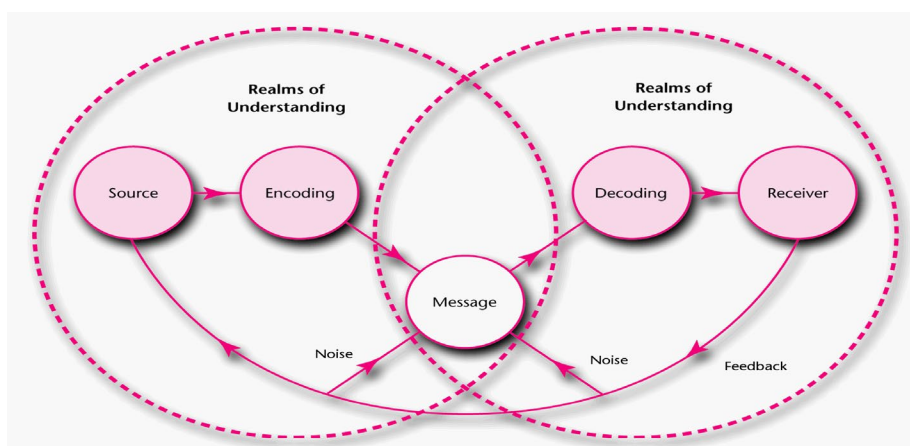 Realms of
Understanding
Realms of
Understanding
Source
Encoding
Decoding
Receiver
Message
Noise
Noise
Feedback